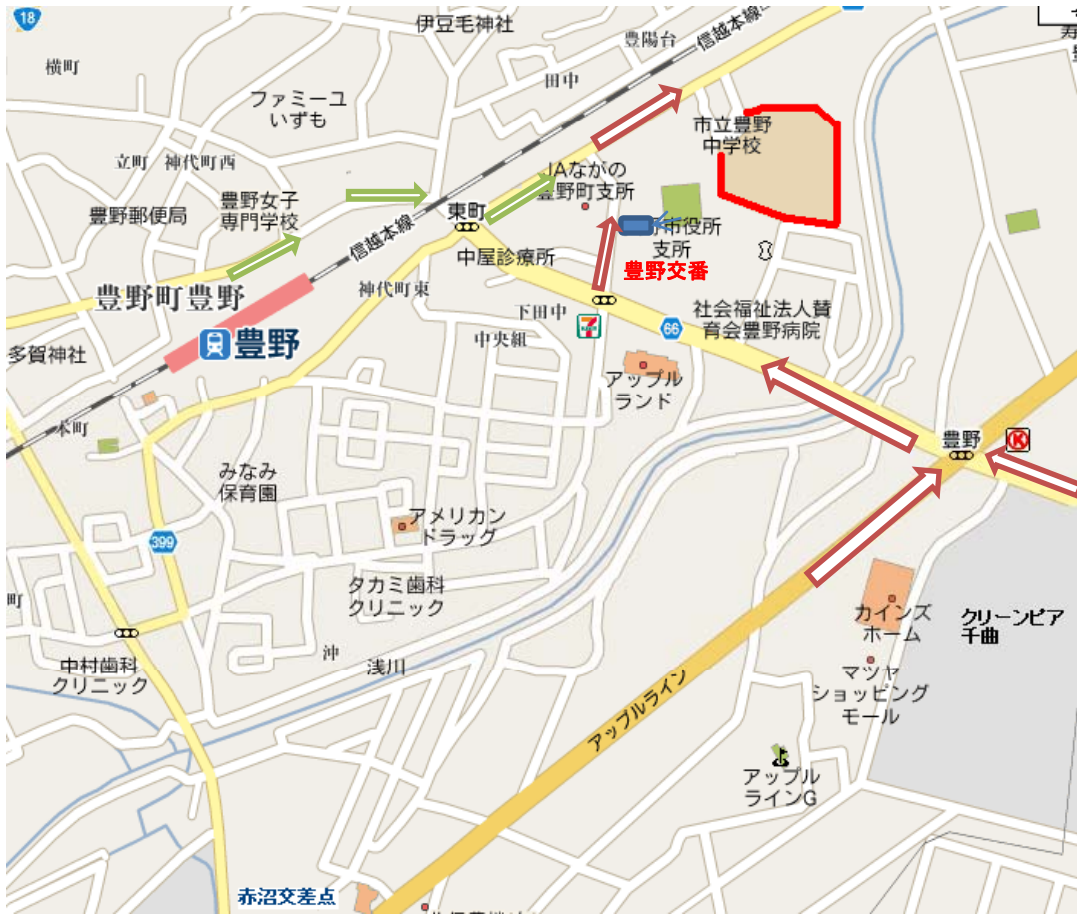 18
伊豆毛神社
豊陽台
信越本線
横町
田中
ファミーユ
いずも
市立豊野
中学校
立町
神代町西
JAながの
豊野町支所
豊野女子
専門学校
豊野郵便局
東町
信越本線
野市役所
支所
中屋診療所
豊野交番
神代町東
豊野町豊野
下田中
社会福祉法人賛
育会豊野病院
66
中央組
豊野
多賀神社
アップル
ランド
本町
豊野
K
みなみ
保育園
アメリカン
ドラッグ
399
タカミ歯科
クリニック
町
カインズ
ホーム
クリーンピア
千曲
沖
浅川
中村歯科
クリニック
マツヤ
ショッピング
モール
アップルライン
アップル
ラインG
赤沼交差点